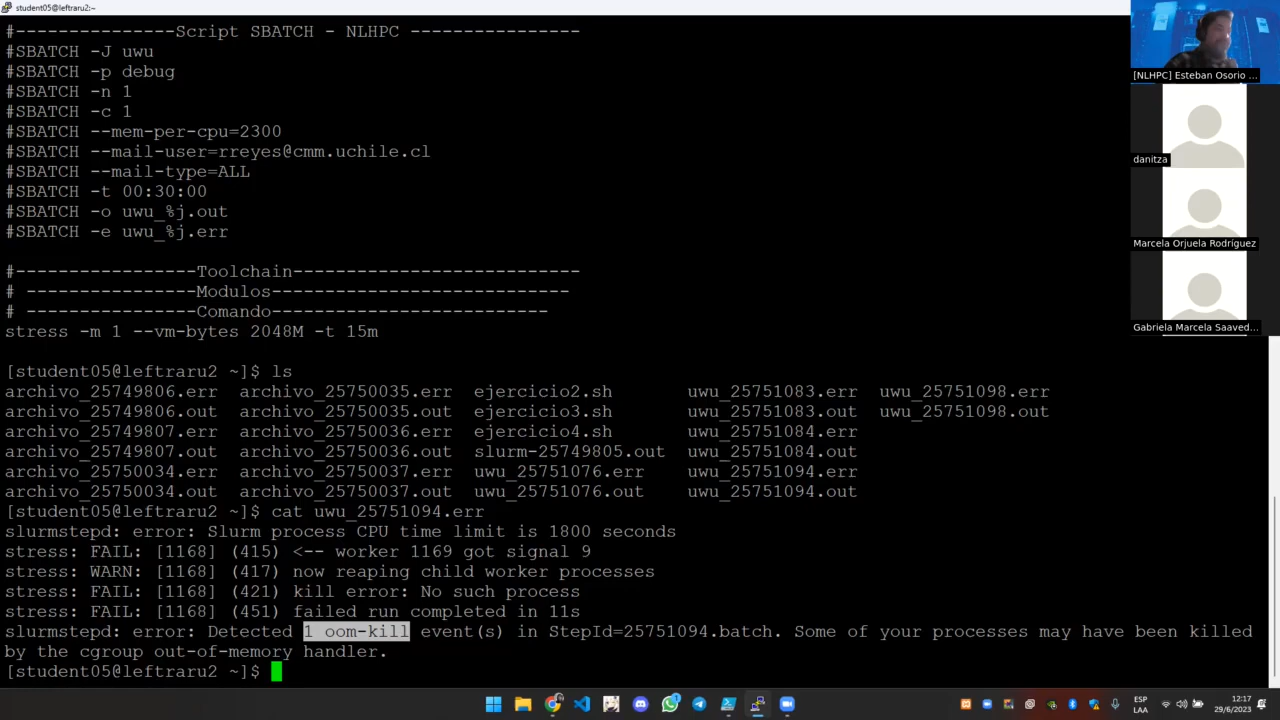 student05@leftraru2:~
#---------------Script SBATCH - NLHPC ----------------
#SBATCH -J uwu
#SBATCH -p debug
#SBATCH -n 1
#SBATCH -c 1
#SBATCH --mem-per-cpu=2300
#SBATCH --mail-user=rreyes@cmm.uchile.cl
#SBATCH --mail-type=ALL
#SBATCH -t 00:30:00
#SBATCH -o uwu_%j.out
#SBATCH -e uwu_%j.err
#-----------------Toolchain---------------------------
# ----------------Modulos----------------------------
# ----------------Comando--------------------------
stress -m 1 --vm-bytes 2048M -t 15m
[student05@leftraru2 ~]$ ls
archivo_25749806.err archivo_25750035.err ejercicio2.sh uwu_25751083.err uwu_25751098.err
archivo_25749806.out archivo_25750035.out ejercicio3.sh uwu_25751083.out uwu_25751098.out
archivo_25749807.err archivo_25750036.err ejercicio4.sh uwu_25751084.err
archivo_25749807.out archivo_25750036.out slurm-25749805.out uwu_25751084.out
archivo_25750034.err archivo_25750037.err uwu_25751076.err uwu_25751094.err
archivo_25750034.out archivo_25750037.out uwu_25751076.out uwu_25751094.out
[student05@leftraru2 ~]$ cat uwu_25751094.err
slurmstepd: error: Slurm process CPU time limit is 1800 seconds
stress: FAIL: [1168] (415) <-- worker 1169 got signal 9
stress: WARN: [1168] (417) now reaping child worker processes
stress: FAIL: [1168] (421) kill error: No such process
stress: FAIL: [1168] (451) failed run completed in 11s
slurmstepd: error: Detected 1 oom-kill event(s) in StepId=25751094.batch. Some of your processes may have been killed
by the cgroup out-of-memory handler.
[student05@leftraru2 ~]$
[NLHPC] Esteban Osorio ...
danitza
Marcela Orjuela Rodríguez
Gabriela Marcela Saaved...
1
ESP
LAA
12:17
29/6/2023